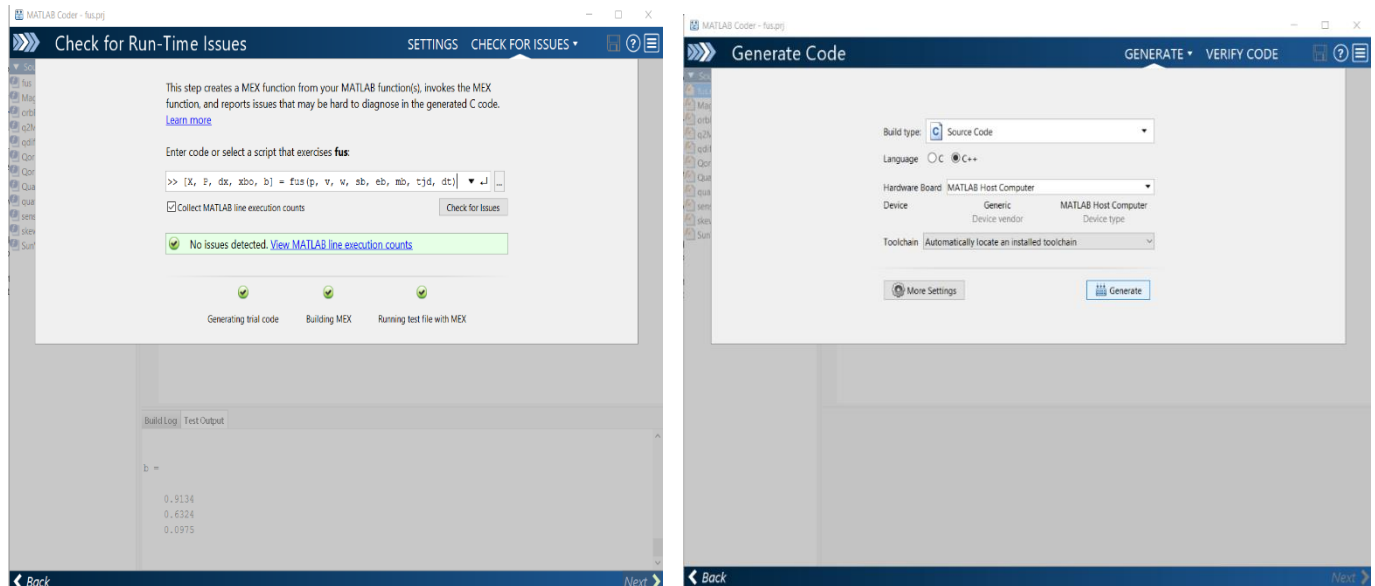 MATLAB Coder - fus.prj
Check for Run-Time Issues
SETTINGS CHECK FOR ISSUES
This step creates a MEX function from your MATLAB function(s), invokes the MEX
function, and reports issues that may be hard to diagnose in the generated C code.
Learn more
Enter code or select a script that exercises fus:
>> [X, P, dx, xbo, b] = fus(p, v, w, sb, eb, mb, tjd, dt)
Collect MATLAB line execution counts
Check for Issues
No issues detected. View MATLAB line execution counts
Generating trial code
Building MEX
Running test file with MEX
fus
Build Log Test Output
b =
0.9134
0.6324
0.0975
Back
Next
MATLAB Coder - fus.prj
Generate Code
GENERATE VERIFY CODE
Build type: C Source Code
Language C C++
Hardware Board MATLAB Host Computer
Device Generic MATLAB Host Computer
Device vendor Device type
Toolchain Automatically locate an installed toolchain
More Settings
Generate
Back
Next